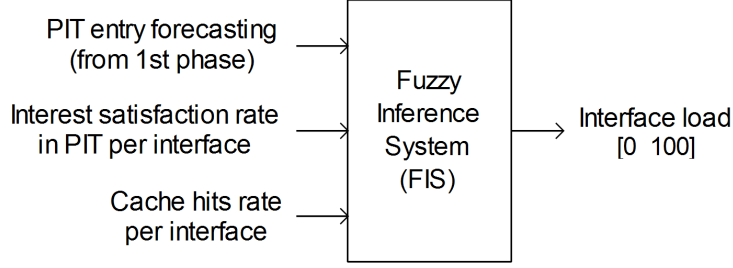 PIT entry forecasting
(from 1st phase)
Interest satisfaction rate
in PIT per interface
Cache hits rate
per interface
Fuzzy
Inference
System
(FIS)
Interface load
[0 100]